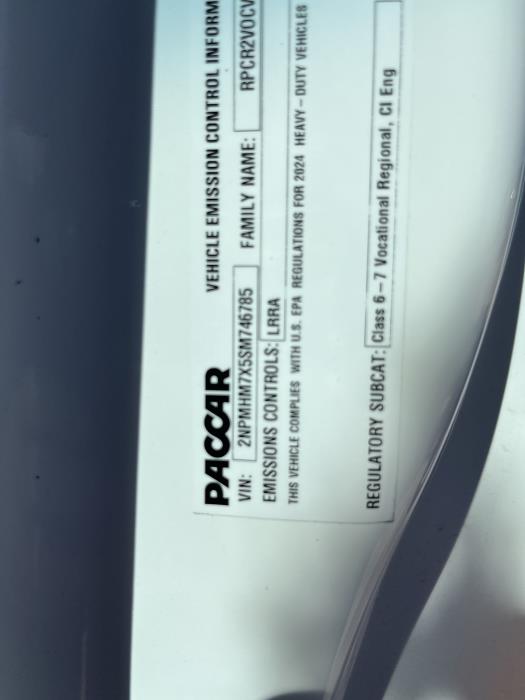 PACCAR VEHICLE EMISSION CONTROL INFORM
VIN: 2NPMHM7X5SM746785 FAMILY NAME: RPCR2VOCV
EMISSIONS CONTROLS: LRRA
THIS VEHICLE COMPLIES WITH U.S. EPA REGULATIONS FOR 2024 HEAVY-DUTY VEHICLES
REGULATORY SUBCAT: Class 6-7 Vocational Regional, CI Eng